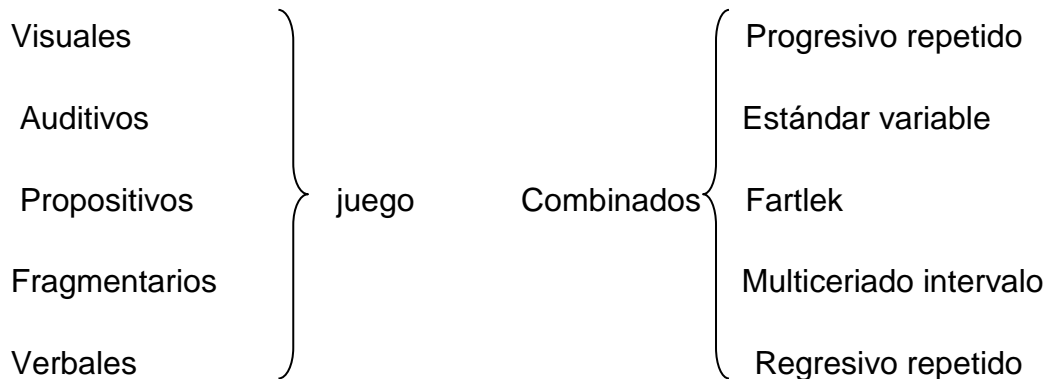 Visuales
Auditivos
Propositivos
Fragmentarios
Verbales
juego
Combinados
Progresivo repetido
Estándar variable
Fartlek
Multiceriado intervalo
Regresivo repetido